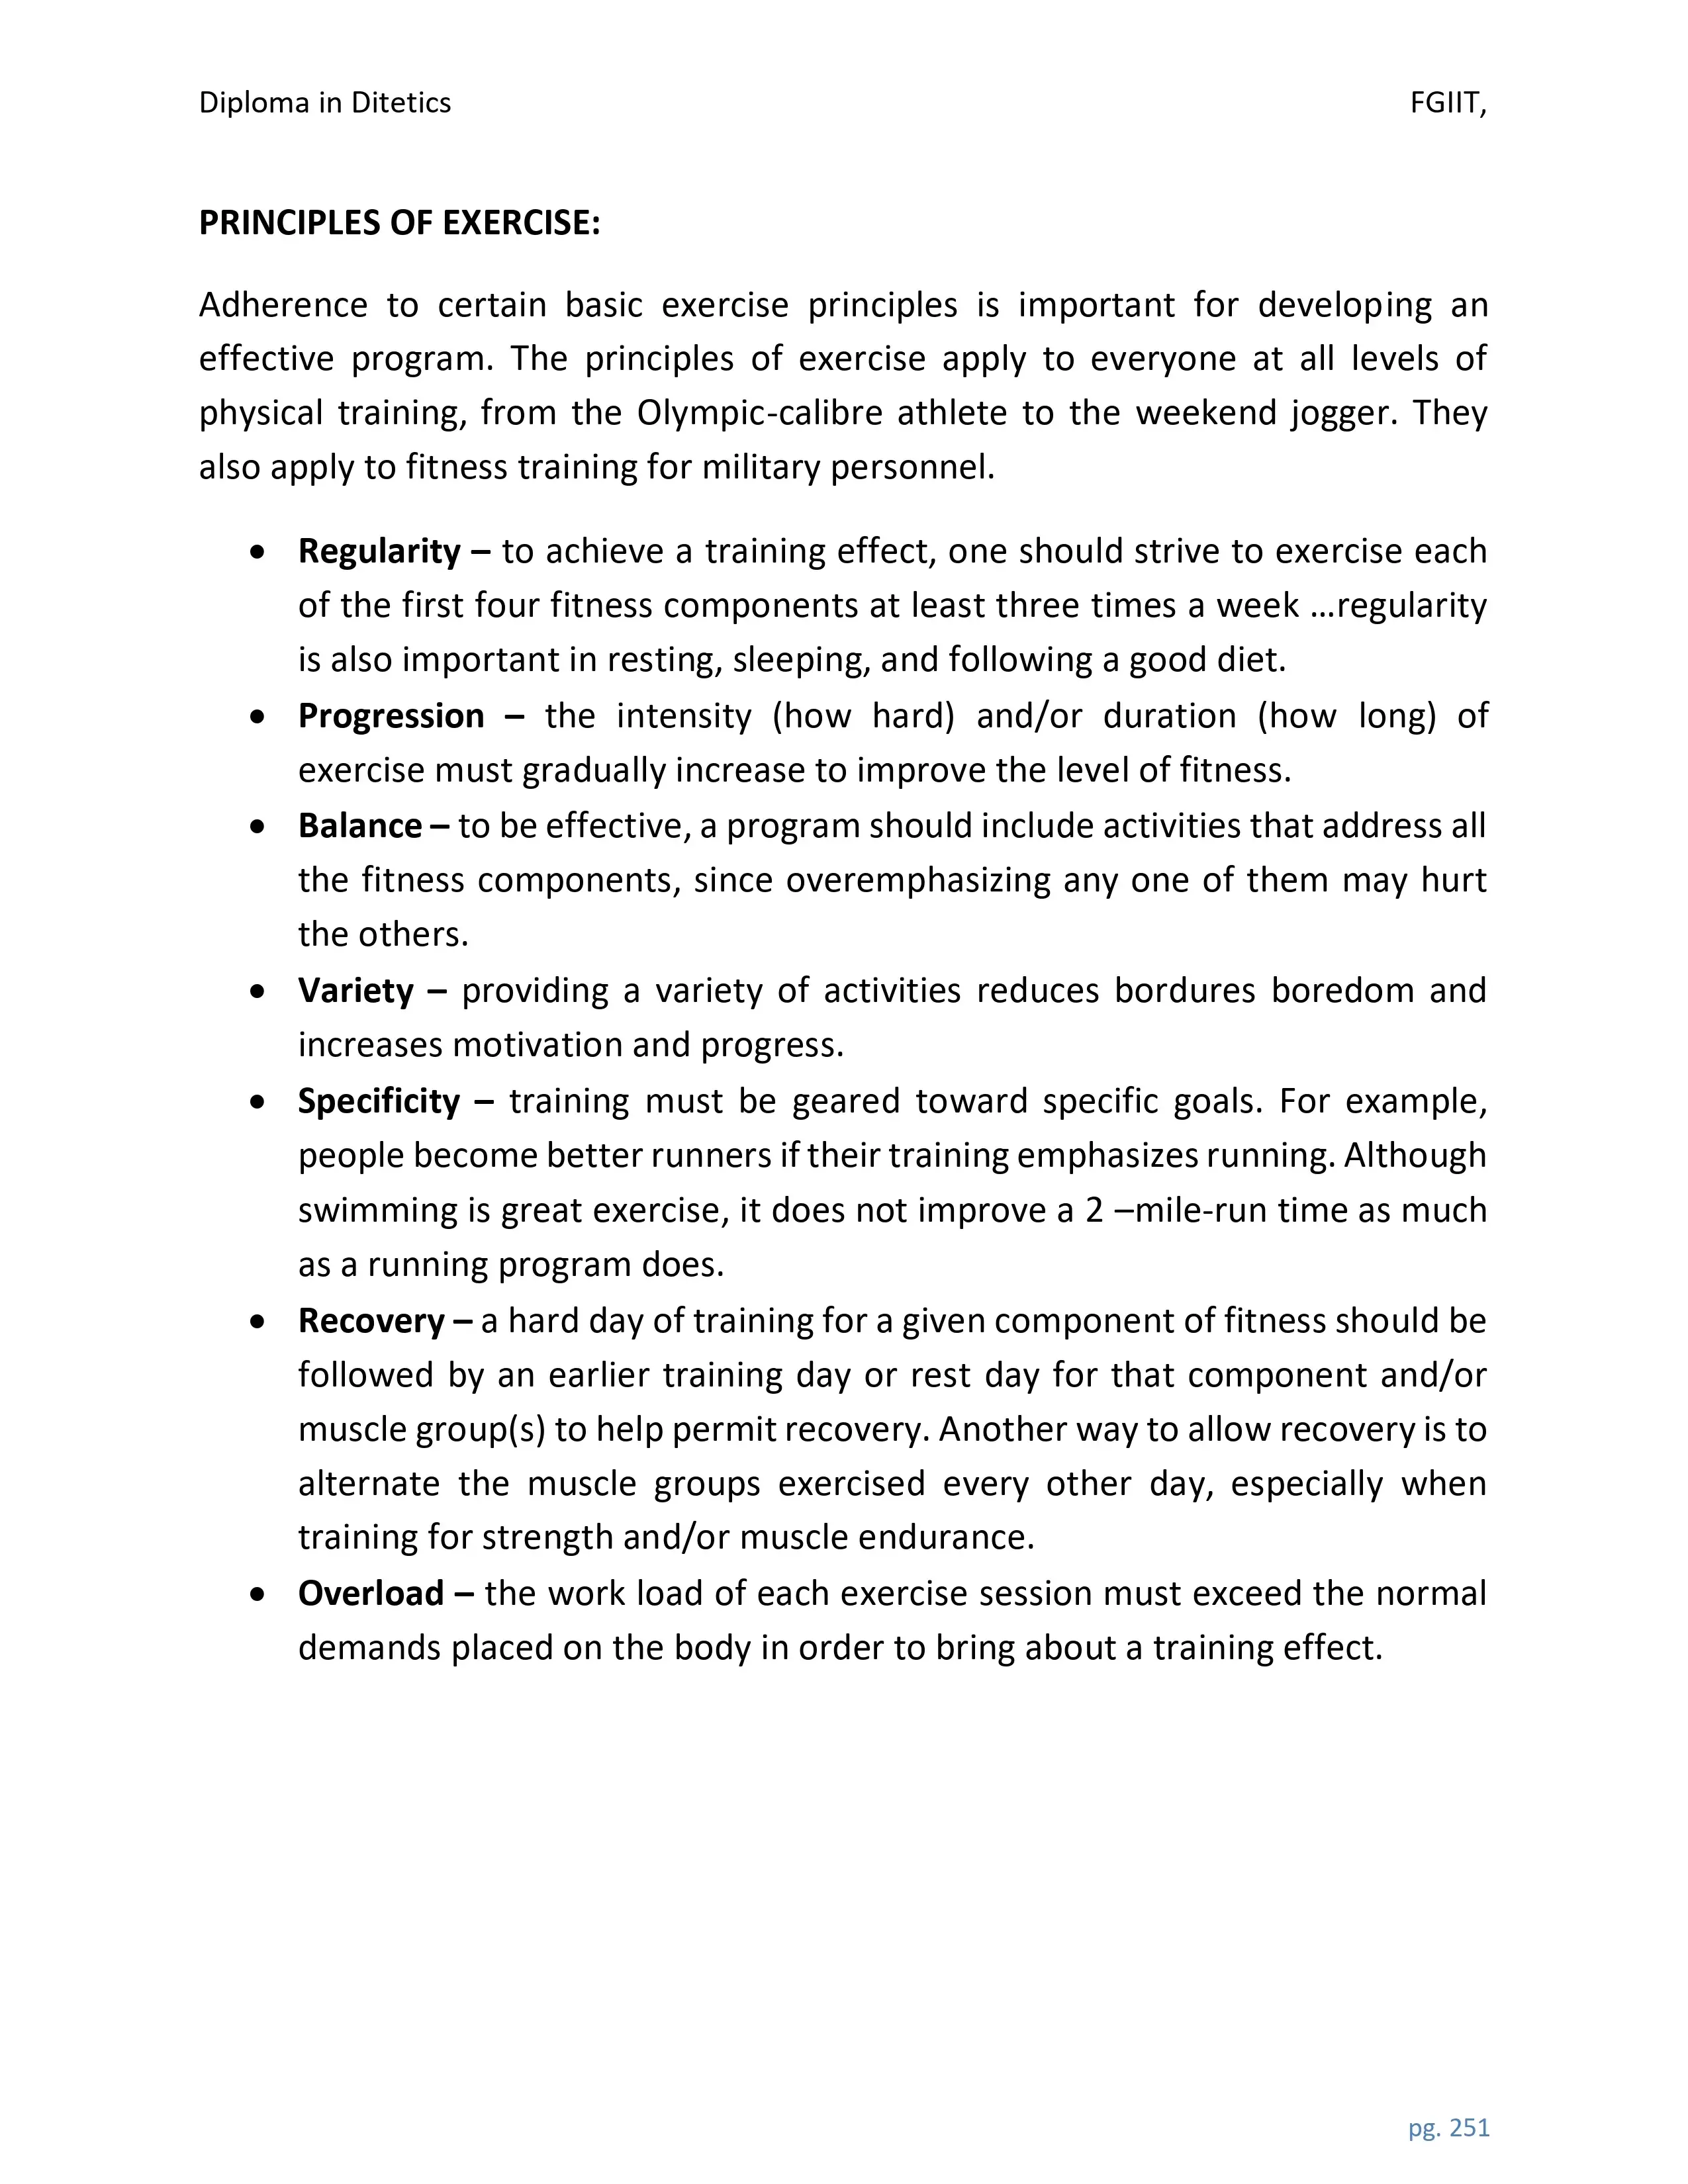 Diploma in Ditetics FGIIT,
PRINCIPLES OF EXERCISE:
Adherence to certain basic exercise principles is important for developing an
effective program. The principles of exercise apply to everyone at all levels of
physical training, from the Olympic-calibre athlete to the weekend jogger. They
also apply to fitness training for military personnel.
• Regularity – to achieve a training effect, one should strive to exercise each
of the first four fitness components at least three times a week …regularity
is also important in resting, sleeping, and following a good diet.
• Progression – the intensity (how hard) and/or duration (how long) of
exercise must gradually increase to improve the level of fitness.
• Balance – to be effective, a program should include activities that address all
the fitness components, since overemphasizing any one of them may hurt
the others.
• Variety – providing a variety of activities reduces bordures boredom and
increases motivation and progress.
• Specificity – training must be geared toward specific goals. For example,
people become better runners if their training emphasizes running. Although
swimming is great exercise, it does not improve a 2 –mile-run time as much
as a running program does.
• Recovery – a hard day of training for a given component of fitness should be
followed by an earlier training day or rest day for that component and/or
muscle group(s) to help permit recovery. Another way to allow recovery is to
alternate the muscle groups exercised every other day, especially when
training for strength and/or muscle endurance.
• Overload – the work load of each exercise session must exceed the normal
demands placed on the body in order to bring about a training effect.
pg. 251